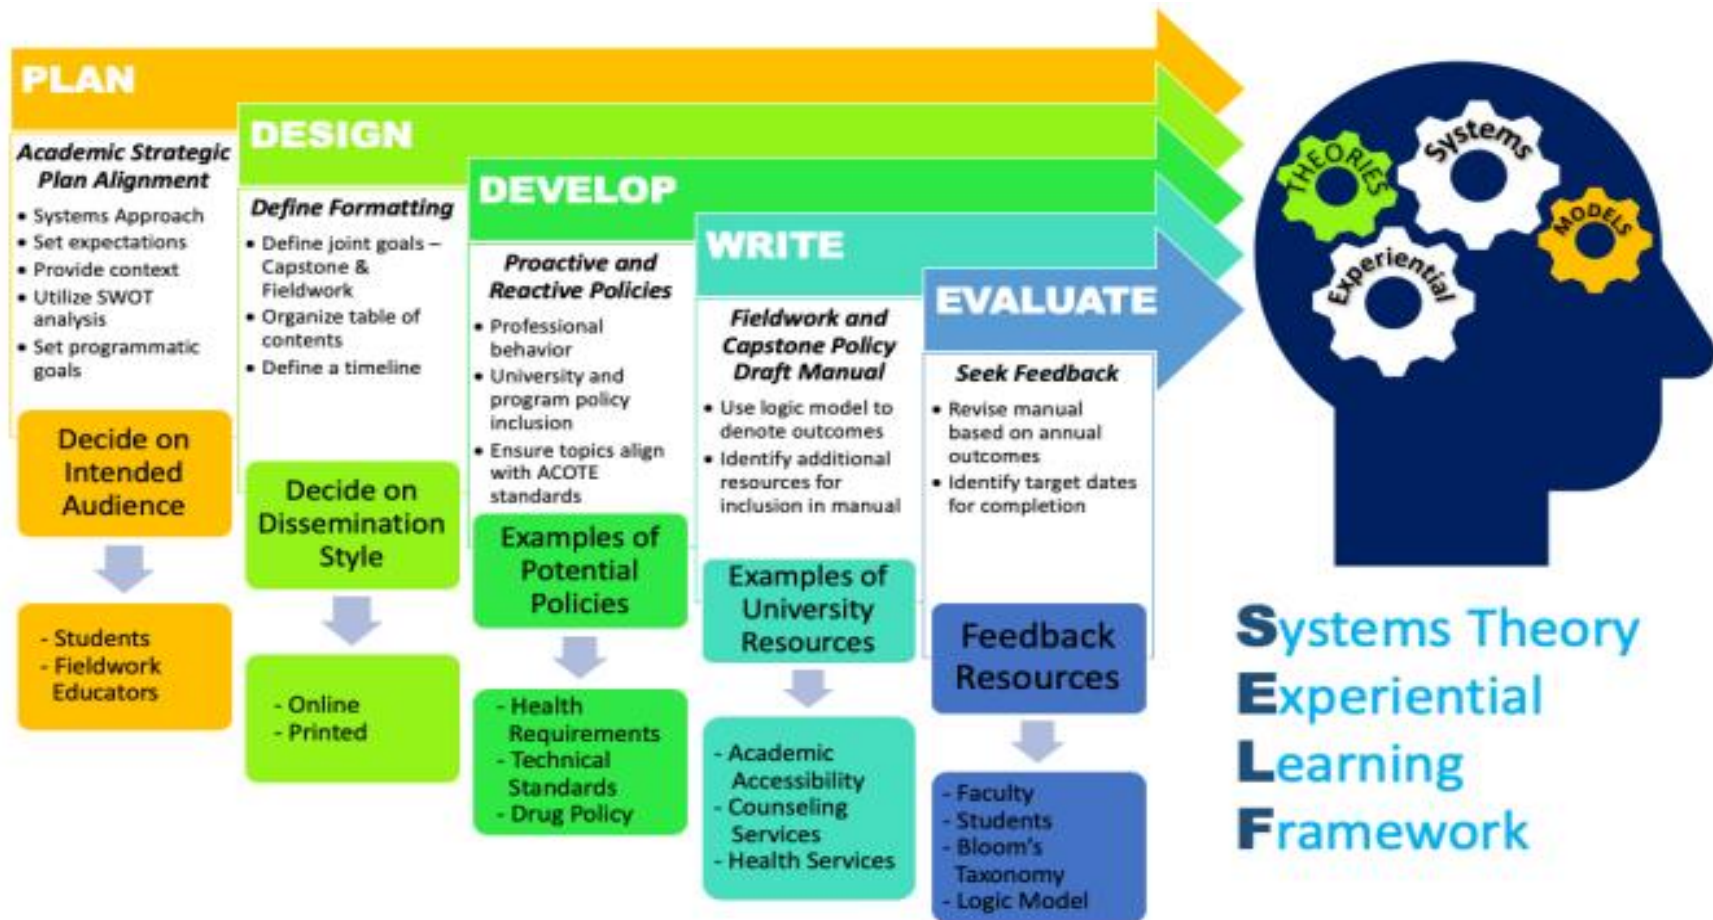 PLAN
Academic Strategic
Plan Alignment
• Systems Approach
• Set expectations
• Provide context
• Utilize SWOT
analysis
• Set programmatic
goals
Decide on
Intended
Audience
- Students
- Fieldwork
Educators
DESIGN
Define Formatting
• Define joint goals –
Capstone &
Fieldwork
• Organize table of
contents
• Define a timeline
Decide on
Dissemination
Style
- Online
- Printed
DEVELOP
Proactive and
Reactive Policies
• Professional
behavior
• University and
program policy
inclusion
• Ensure topics align
with ACOTE
standards
Examples of
Potential
Policies
- Health
Requirements
- Technical
Standards
- Drug Policy
WRITE
Fieldwork and
Capstone Policy
Draft Manual
• Use logic model to
denote outcomes
• Identify additional
resources for
inclusion in manual
Examples of
University
Resources
- Academic
Accessibility
- Counseling
Services
- Health Services
EVALUATE
Seek Feedback
• Revise manual
based on annual
outcomes
• Identify target dates
for completion
Feedback
Resources
- Faculty
- Students
- Bloom's
Taxonomy
- Logic Model
THEORIES
Systems
MODELS
Experiential
Systems Theory
Experiential
Learning
Framework